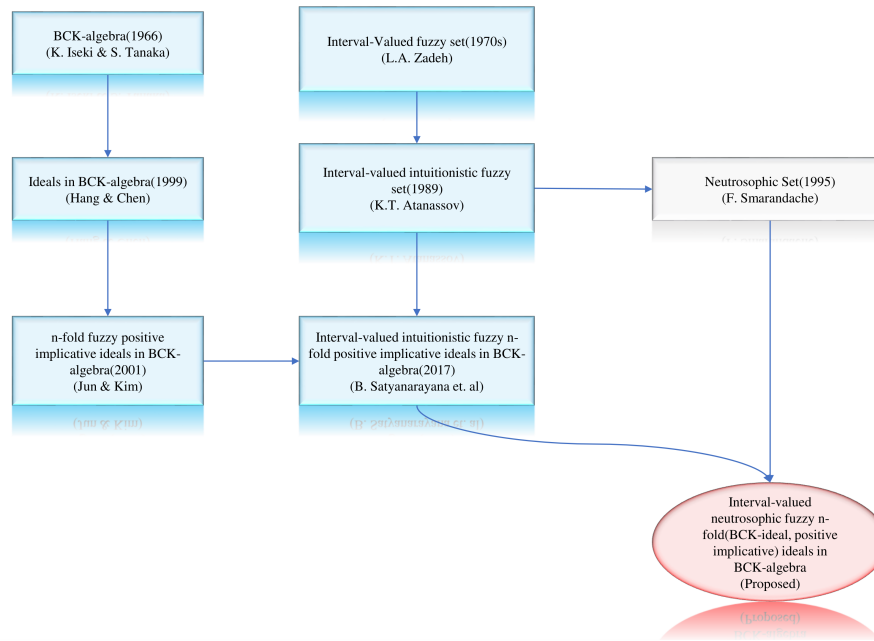 BCK-algebra(1966)
(K. Iseki & S. Tanaka)
Interval-Valued fuzzy set(1970s)
(L.A. Zadeh)
Ideals in BCK-algebra(1999)
(Hang & Chen)
Interval-valued intuitionistic fuzzy
set(1989)
(K.T. Atanassov)
Neutrosophic Set(1995)
(F. Smarandache)
n-fold fuzzy positive
implicative ideals in BCK-
algebra(2001)
(Jun & Kim)
Interval-valued intuitionistic fuzzy n-
fold positive implicative ideals in BCK-
algebra(2017)
(B. Satyanarayana et. al)
Interval-valued
neutrosophic fuzzy n-
fold(BCK-ideal, positive
implicative) ideals in
BCK-algebra
(Proposed)